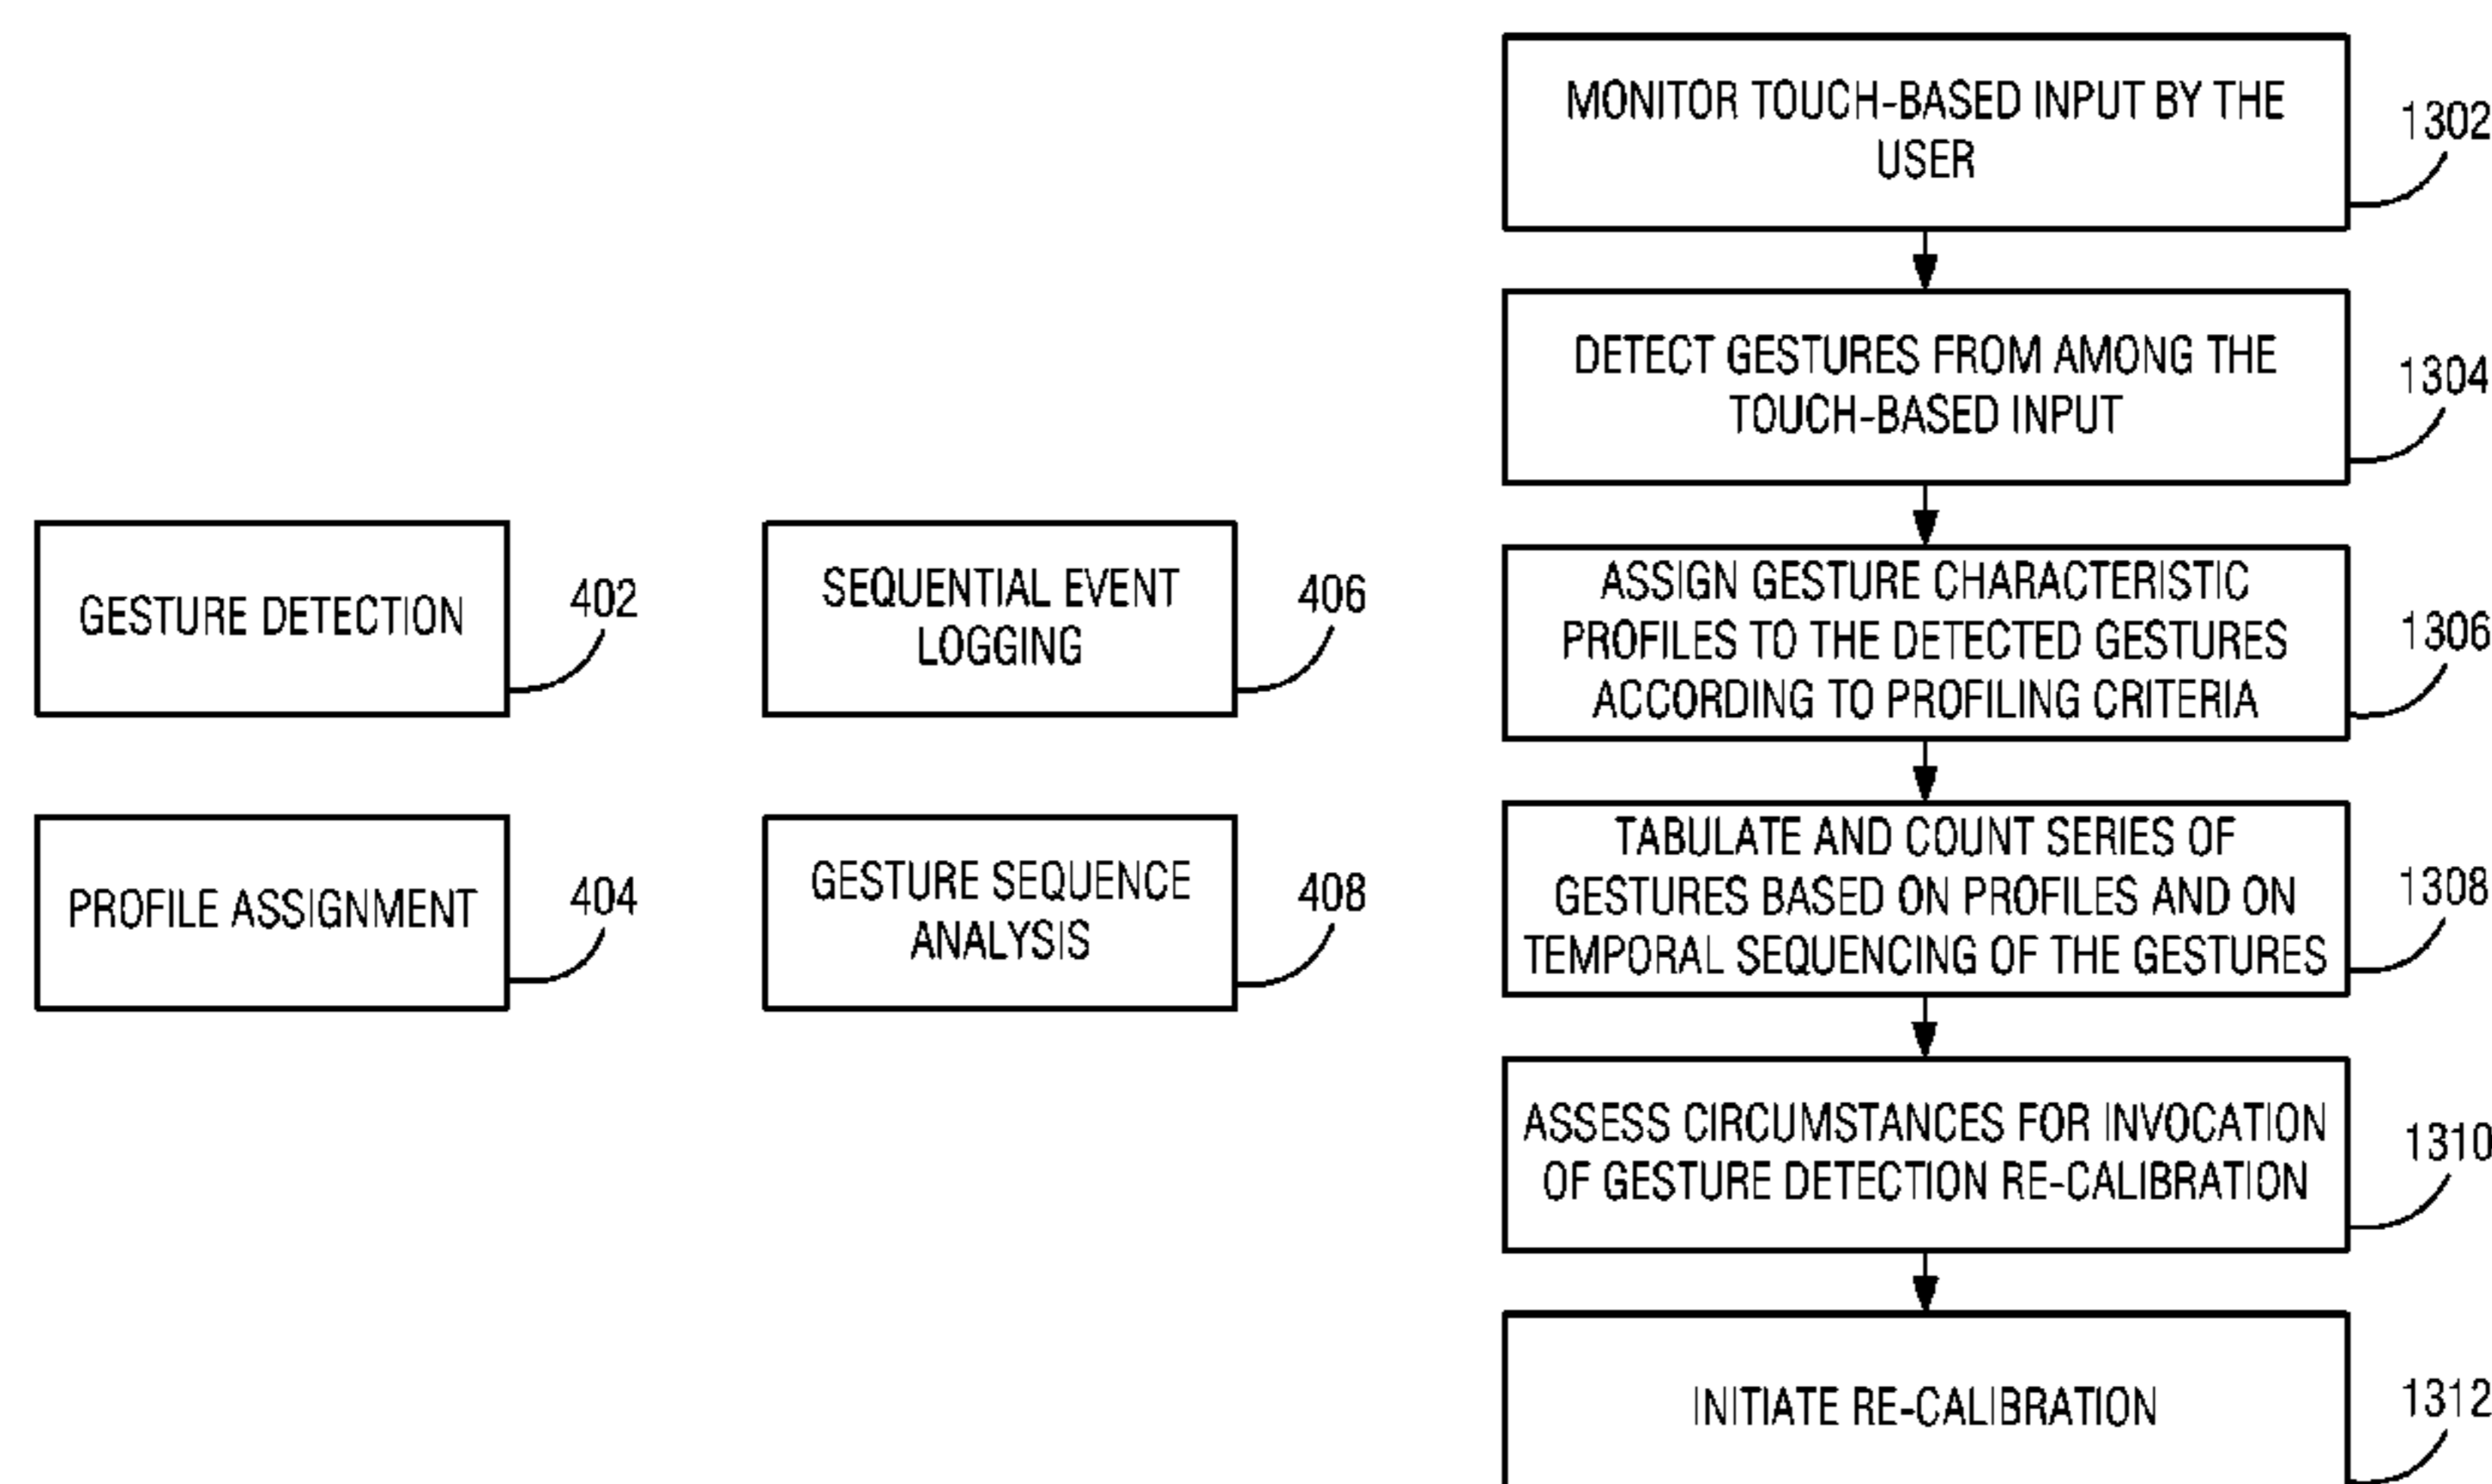 GESTURE DETECTION
402
PROFILE ASSIGNMENT
404
SEQUENTIAL EVENT
LOGGING
406
GESTURE SEQUENCE
ANALYSIS
408
MONITOR TOUCH-BASED INPUT BY THE
USER
1302
DETECT GESTURES FROM AMONG THE
TOUCH-BASED INPUT
1304
ASSIGN GESTURE CHARACTERISTIC
PROFILES TO THE DETECTED GESTURES
ACCORDING TO PROFILING CRITERIA
1306
TABULATE AND COUNT SERIES OF
GESTURES BASED ON PROFILES AND ON
TEMPORAL SEQUENCING OF THE GESTURES
1308
ASSESS CIRCUMSTANCES FOR INVOCATION
OF GESTURE DETECTION RE-CALIBRATION
1310
INITIATE RE-CALIBRATION
1312